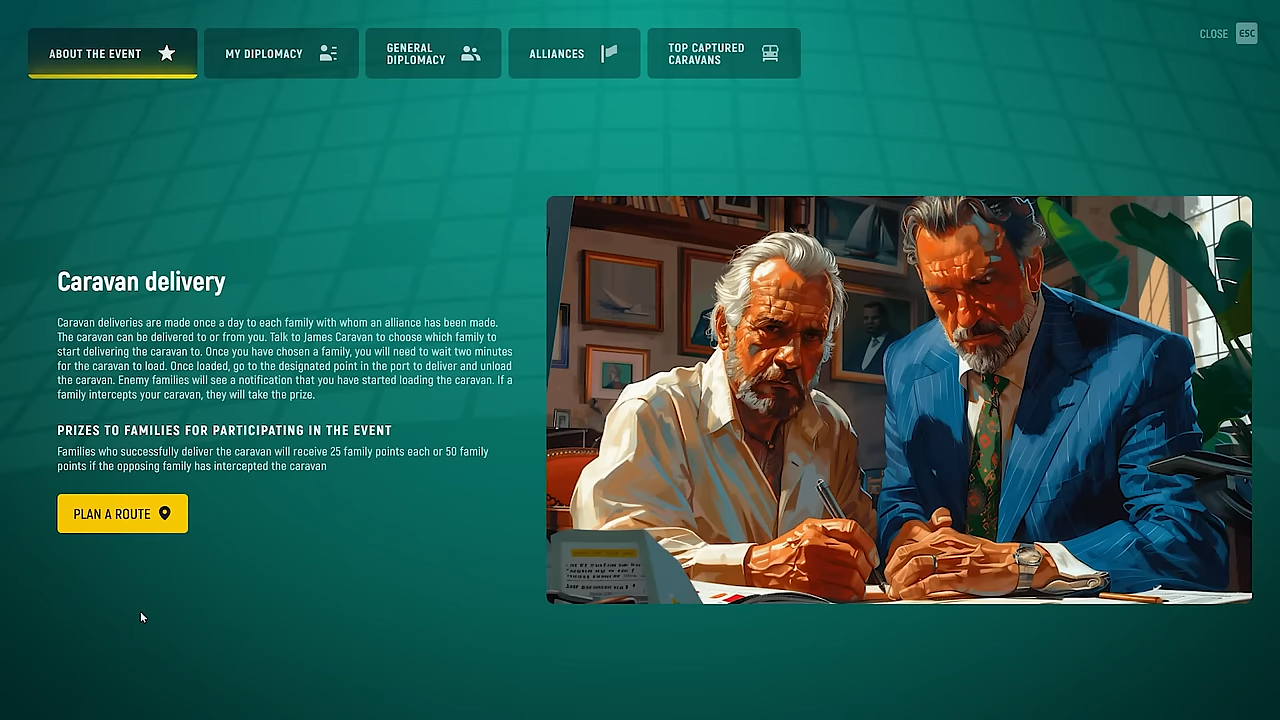 ABOUT THE EVENT
MY DIPLOMACY
GENERAL
DIPLOMACY
ALLIANCES
TOP CAPTURED
CARAVANS
CLOSE ESC
Caravan delivery
Caravan deliveries are made once a day to each family with whom an alliance has been made.
The caravan can be delivered to or from you. Talk to James Caravan to choose which family to
start delivering the caravan to. Once you have chosen a family, you will need to wait two minutes
for the caravan to load. Once loaded, go to the designated point in the port to deliver and unload
the caravan. Enemy families will see a notification that you have started loading the caravan. If a
family intercepts your caravan, they will take the prize.
PRIZES TO FAMILIES FOR PARTICIPATING IN THE EVENT
Families who successfully deliver the caravan will receive 25 family points each or 50 family
points if the opposing family has intercepted the caravan
PLAN A ROUTE